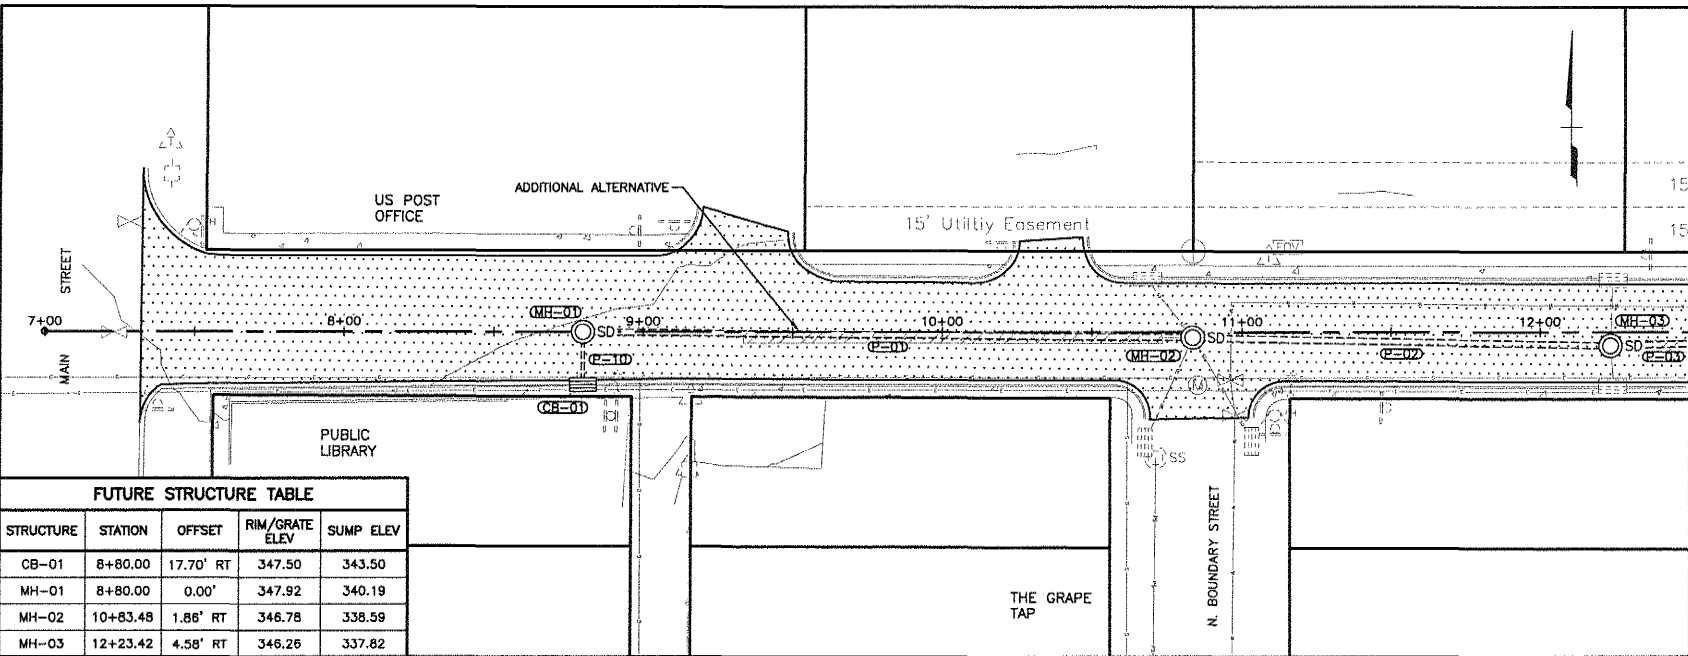 US POST
OFFICE
ADDITIONAL ALTERNATIVE
15' Utiltiy Easement
15
15
FDV
STREET
MAIN
7+00
8+00
9+00
10+00
11+00
12+00
MH-01
SD
P-10
CB-01
P-01
MH-02
SD
P-02
MH-03
SD
P-03
M
SS
PUBLIC
LIBRARY
N. BOUNDARY STREET
THE GRAPE
TAP
FUTURE STRUCTURE TABLE
STRUCTURE STATION OFFSET RIM/GRATE ELEV SUMP ELEV
CB-01 8+80.00 17.70' RT 347.50 343.50
MH-01 8+80.00 0.00' 347.92 340.19
MH-02 10+83.48 1.86' RT 346.78 338.59
MH-03 12+23.42 4.58' RT 346.26 337.82